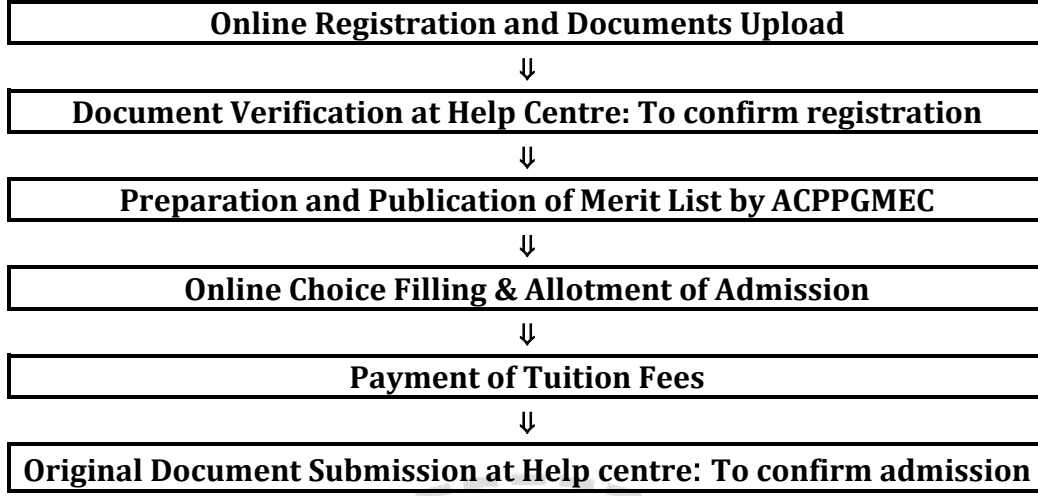 Online Registration and Documents Upload
⇓
Document Verification at Help Centre: To confirm registration
⇓
Preparation and Publication of Merit List by ACPPGMEC
⇓
Online Choice Filling & Allotment of Admission
⇓
Payment of Tuition Fees
⇓
Original Document Submission at Help centre: To confirm admission